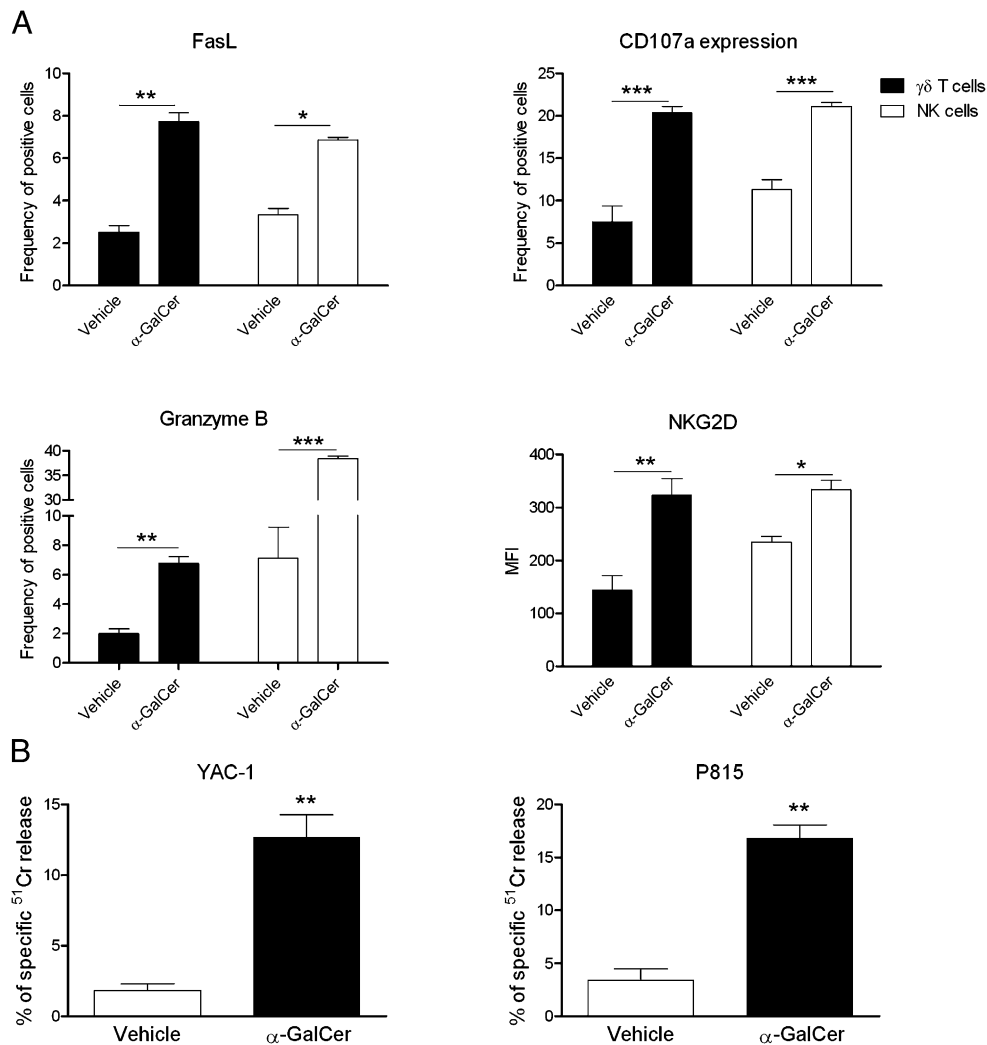 A
FasL
Frequency of positive cells
10
8
6
4
2
0
**
*
Vehicle
α-GalCer
Vehicle
α-GalCer
CD107a expression
Frequency of positive cells
25
20
15
10
5
0
***
***
Vehicle
α-GalCer
Vehicle
α-GalCer
γδ T cells
NK cells
Granzyme B
Frequency of positive cells
40
35
30
10
8
6
4
2
0
**
***
Vehicle
α-GalCer
Vehicle
α-GalCer
NKG2D
MFI
400
300
200
100
0
**
*
Vehicle
α-GalCer
Vehicle
α-GalCer
B
YAC-1
% of specific ⁵¹Cr release
15
10
5
0
**
Vehicle
α-GalCer
P815
% of specific ⁵¹Cr release
20
15
10
5
0
**
Vehicle
α-GalCer